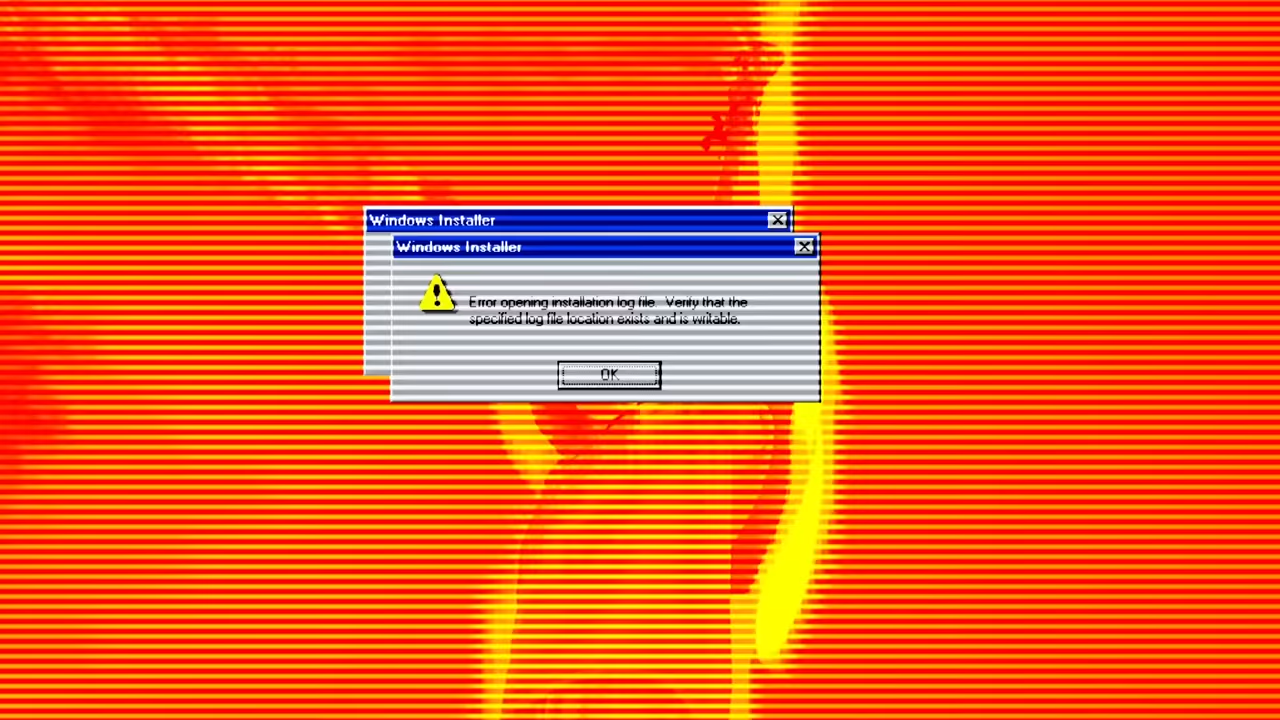 Windows Installer
Windows Installer
Error opening installation log file. Verify that the
specified log file location exists and is writable.
OK